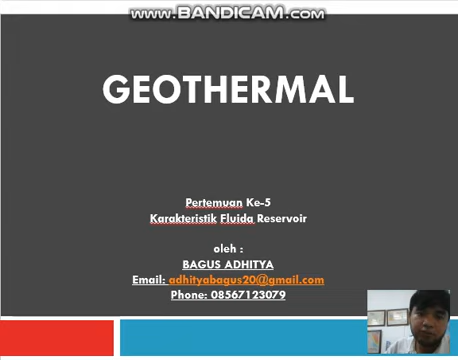 www.BANDICAM.com
GEOTHERMAL
Pertemuan Ke-5
Karakteristik Fluida Reservoir
oleh :
BAGUS ADHITYA
Email: adhityabagus20@gmail.com
Phone: 08567123079